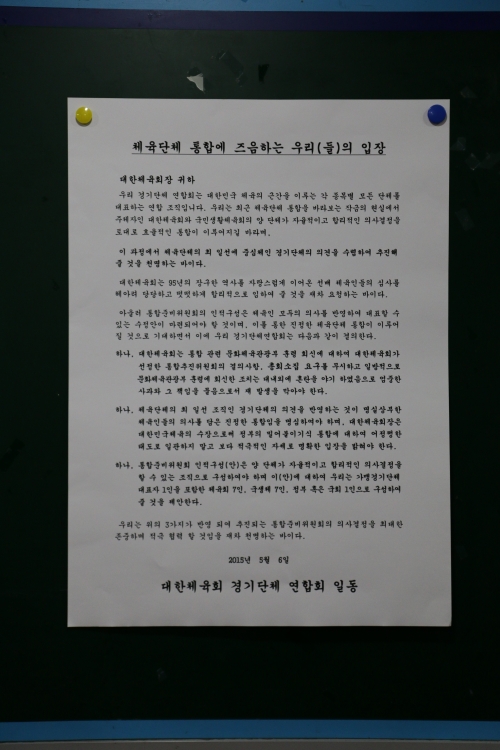 체육단체 통합에 즈음하는 우리(들)의 입장
대한체육회장 귀하
우리 경기단체 연합회는 대한민국 체육의 근간을 이루는 각 종목별 모든 단체를
대표하는 연합 조직입니다. 우리는 최근 체육단체 통합을 바라보는 작금의 현실에서
주체자인 대한체육회와 국민생활체육회의 양 단체가 자율적이고 합리적인 의사결정을
토대로 효율적인 통합이 이루어지길 바라며,
이 과정에서 체육단체의 최 일선에 중심체인 경기단체의 의견을 수렴하여 추진해
줄 것을 천명하는 바이다.
대한체육회는 95년의 장구한 역사를 자랑스럽게 이어온 선배 체육인들의 심사를
헤아려 당당하고 떳떳하게 합리적으로 임하여 줄 것을 재차 요청하는 바이다.
아울러 통합준비위원회의 인적구성은 체육인 모두의 의사를 반영하여 대표할 수
있는 수정안이 마련되어야 할 것이며, 이를 통한 진정한 체육단체 통합이 이루어
질 것으로 기대하면서 이에 우리 경기단체연합회는 다음과 같이 결의한다.
하나. 대한체육회는 통합 관련 문화체육관광부 훈령 회신에 대하여 대한체육회가
선정한 통합추진위원회의 결의사항, 총회소집 요구를 무시하고 일방적으로
문화체육관광부 훈령에 회신한 조치는 대내외에 혼란을 야기 하였음으로 엄중한
사과와 그 책임을 물음으로서 재 발생을 막아야 한다.
하나. 체육단체의 최 일선 조직인 경기단체의 의견을 반영하는 것이 명실상부한
체육인들의 의사를 담은 진정한 통합임을 명심하여야 하며, 대한체육회장은
대한민국체육의 수장으로써 정부의 밀어붙이기식 통합에 대하여 어정쩡한
태도로 일관하지 말고 보다 적극적인 자세로 명확한 입장을 밝혀야 한다.
하나. 통합준비위원회 인적구성(안)은 양 단체가 자율적이고 합리적인 의사결정을
할 수 있는 조직으로 구성하여야 하며 이(안)에 대하여 우리는 가맹경기단체
대표자 1인을 포함한 체육회 7인, 국생체 7인, 정부 혹은 국회 1인으로 구성하여
줄 것을 제안한다.
우리는 위의 3가지가 반영 되어 추진되는 통합준비위원회의 의사결정을 최대한
존중하며 적극 협력 할 것임을 재차 천명하는 바이다.
2015년 5월 6일
대한체육회 경기단체 연합회 일동